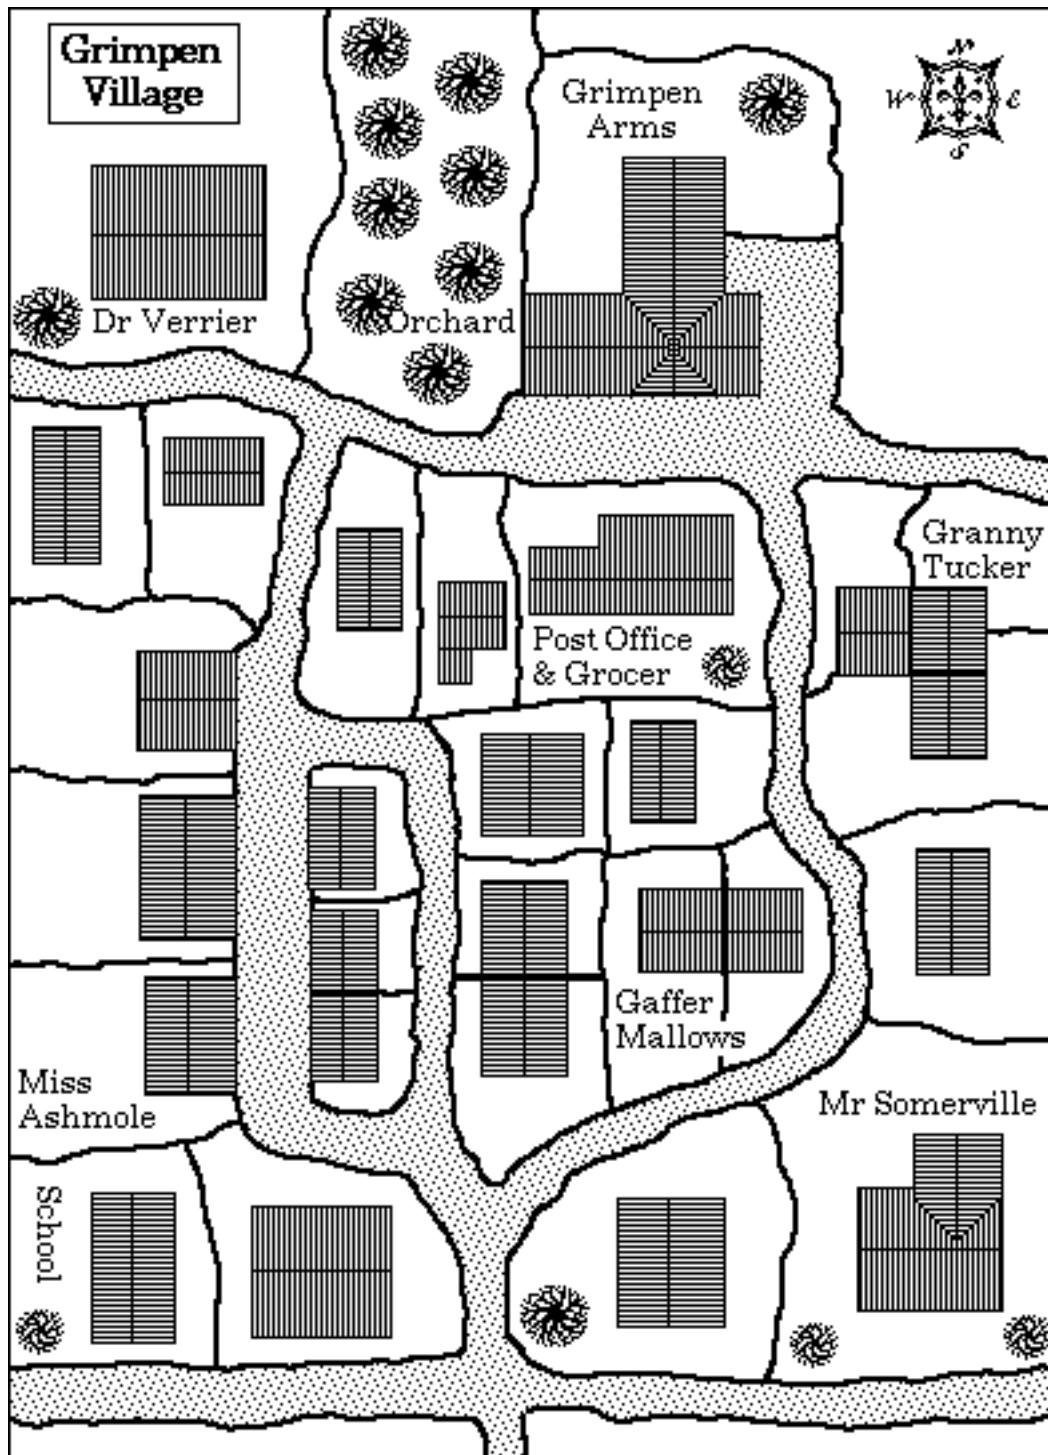 Grimpen
Village
N
W E
S
Grimpen
Arms
Dr Verrier
Orchard
Granny
Tucker
Post Office
& Grocer
Gaffer
Mallows
Miss
Ashmole
Mr Somerville
School